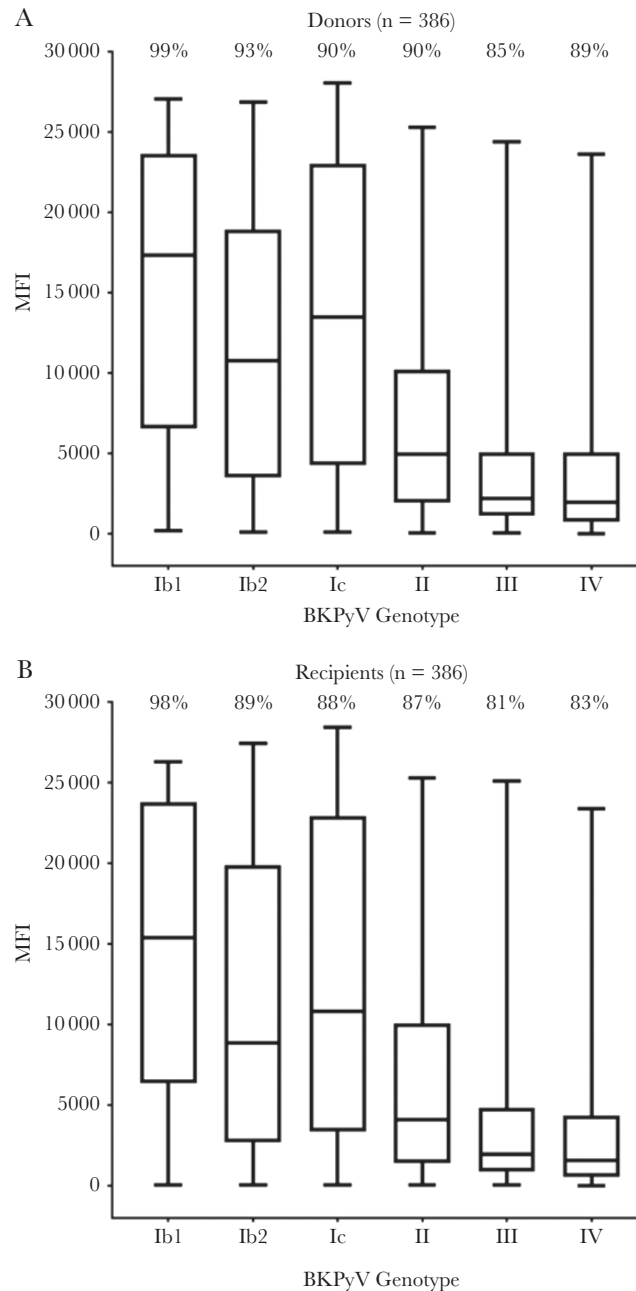 A
Donors (n = 386)
99% 93% 90% 90% 85% 89%
30 000
25 000
20 000
15 000
10 000
5000
0
MFI
Ib1 Ib2 Ic II III IV
BKPyV Genotype
B
Recipients (n = 386)
98% 89% 88% 87% 81% 83%
30 000
25 000
20 000
15 000
10 000
5000
0
MFI
Ib1 Ib2 Ic II III IV
BKPyV Genotype